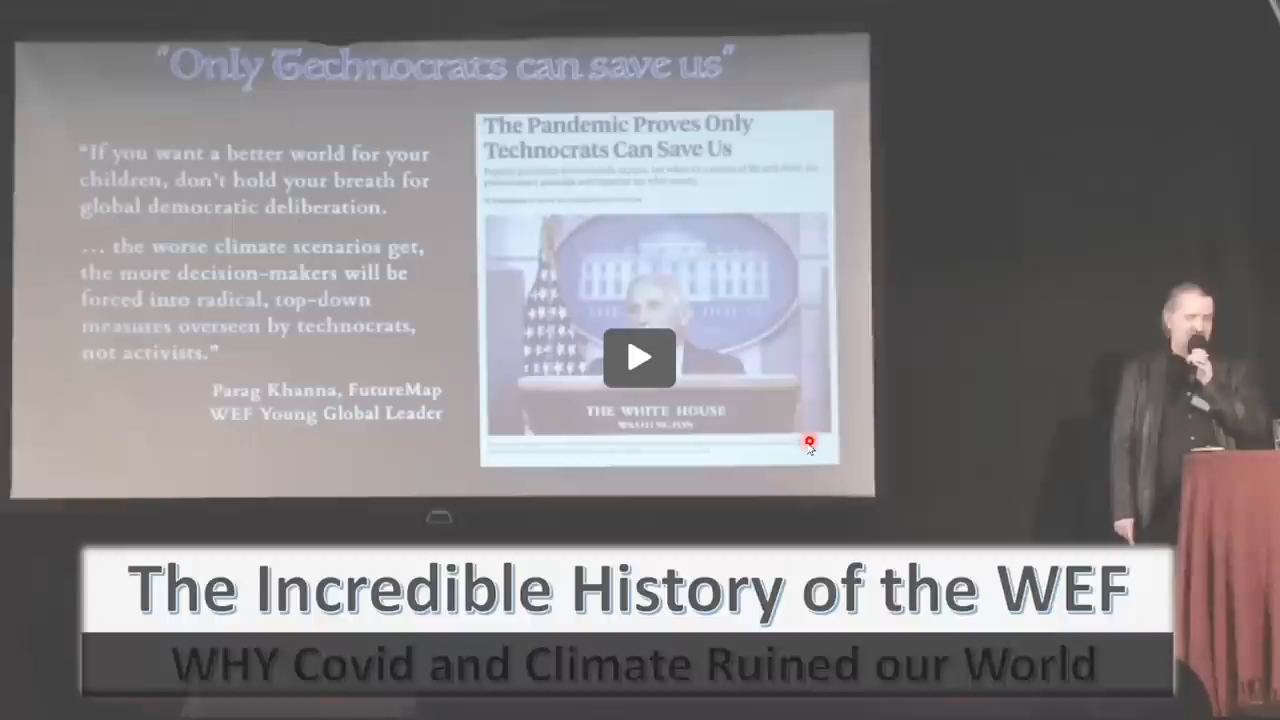 "Only Technocrats can save us"
"If you want a better world for your
children, don't hold your breath for
global democratic deliberation.
... the worse climate scenarios get,
the more decision-makers will be
forced into radical, top-down
measures overseen by technocrats,
not activists."
Parag Khanna, FutureMap
WEF Young Global Leader
The Pandemic Proves Only
Technocrats Can Save Us
THE WHITE HOUSE
WASHINGTON
The Incredible History of the WEF
WHY Covid and Climate Ruined our World